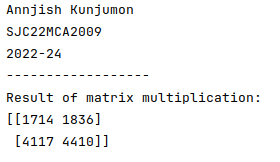 Annjish Kunjumon
SJC22MCA2009
2022-24
------------------
Result of matrix multiplication:
[[1714 1836]
 [4117 4410]]